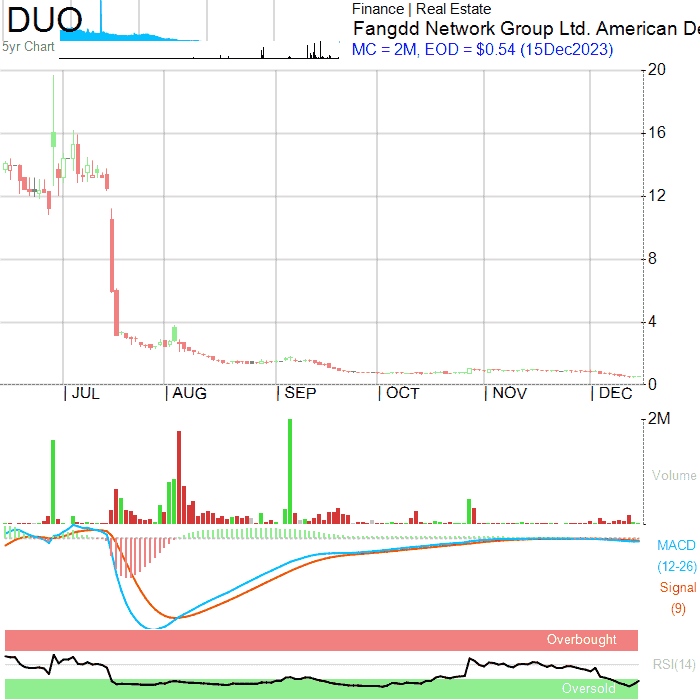 DUO
5yr Chart
Finance | Real Estate
Fangdd Network Group Ltd. American De
MC = 2M, EOD = $0.54 (15Dec2023)
20
16
12
8
4
0
JUL AUG SEP OCT NOV DEC
2M
Volume
MACD
(12-26)
Signal
(9)
Overbought
RSI(14)
Oversold